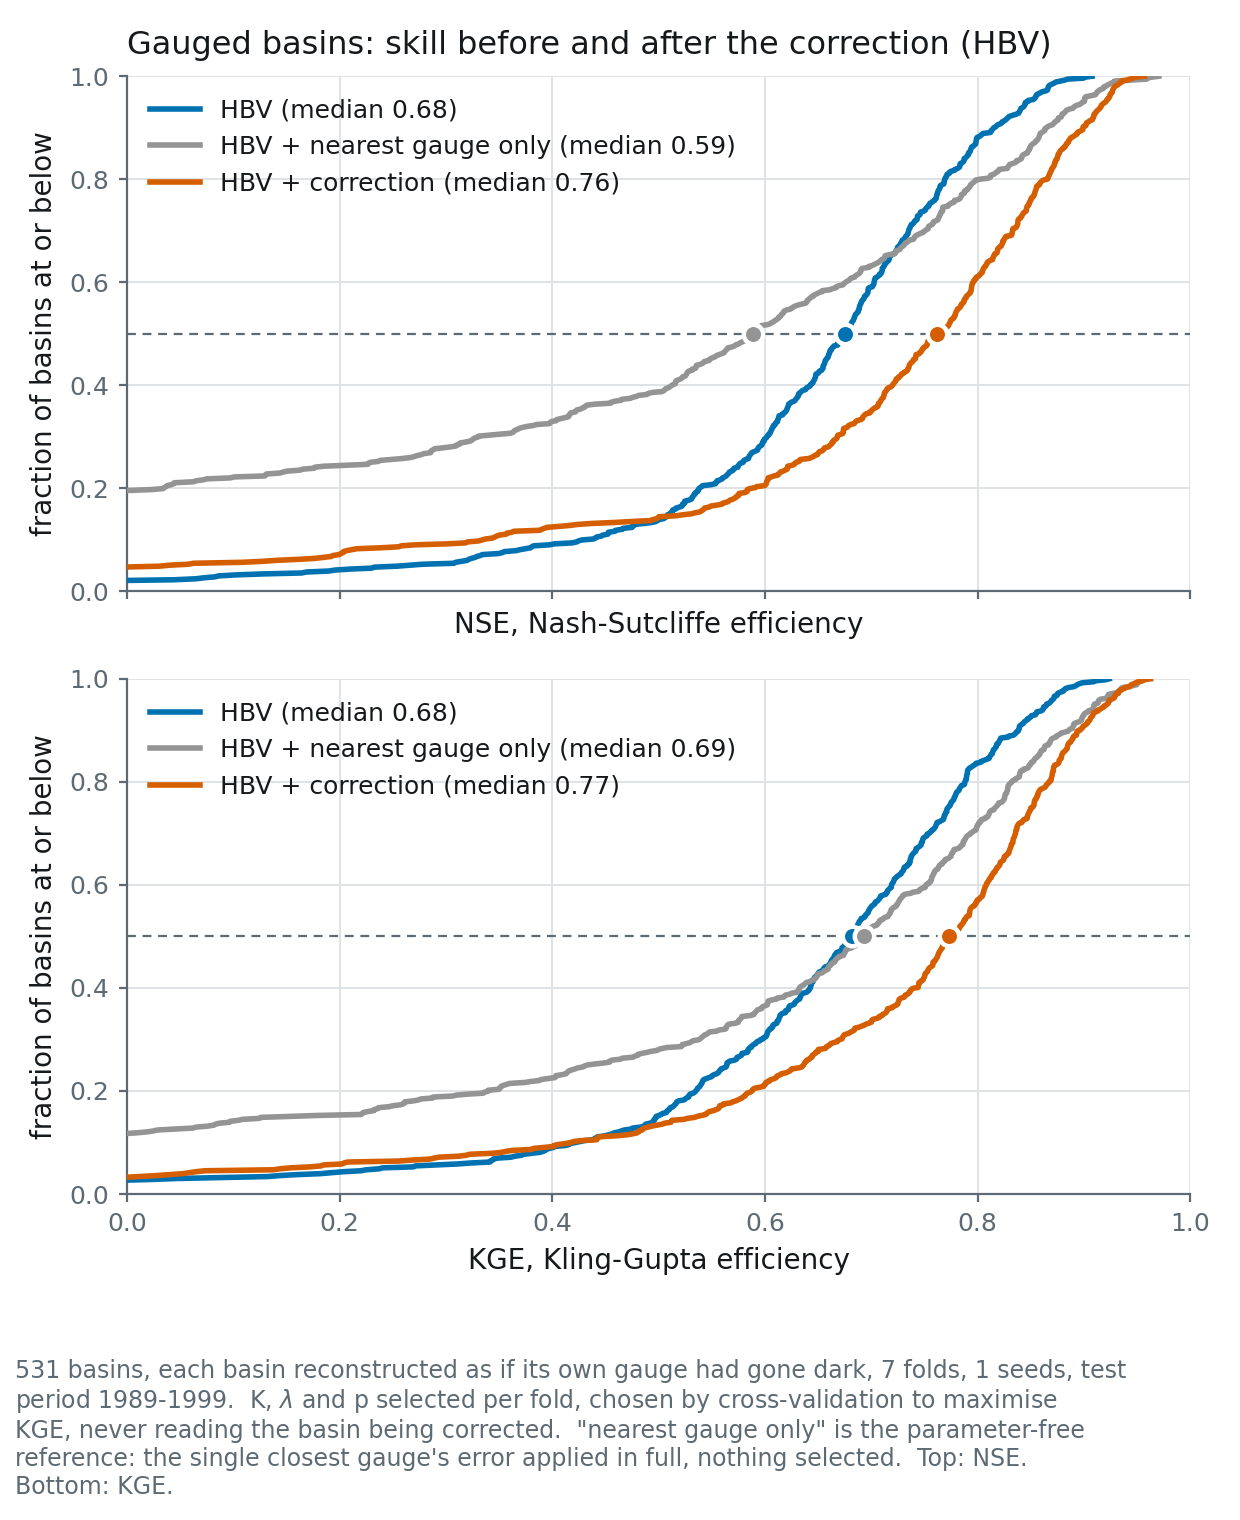 Gauged basins: skill before and after the correction (HBV)
1.0
0.8
0.6
0.4
0.2
0.0
fraction of basins at or below
HBV (median 0.68)
HBV + nearest gauge only (median 0.59)
HBV + correction (median 0.76)
NSE, Nash-Sutcliffe efficiency
1.0
0.8
0.6
0.4
0.2
0.0
fraction of basins at or below
HBV (median 0.68)
HBV + nearest gauge only (median 0.69)
HBV + correction (median 0.77)
0.0 0.2 0.4 0.6 0.8 1.0
KGE, Kling-Gupta efficiency
531 basins, each basin reconstructed as if its own gauge had gone dark, 7 folds, 1 seeds, test
period 1989-1999.  K, λ and p selected per fold, chosen by cross-validation to maximise
KGE, never reading the basin being corrected.  "nearest gauge only" is the parameter-free
reference: the single closest gauge's error applied in full, nothing selected.  Top: NSE.
Bottom: KGE.